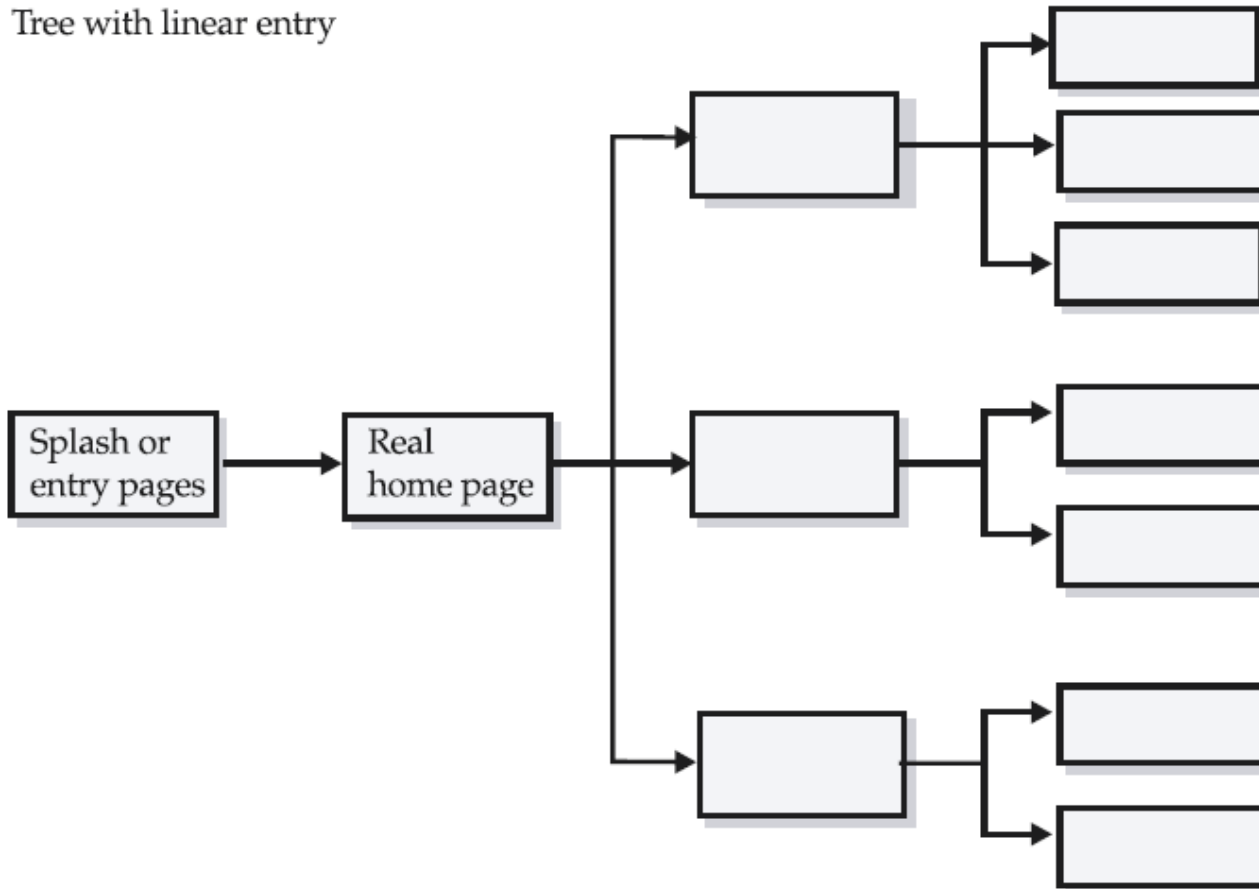 Tree with linear entry
Splash or
entry pages
Real
home page